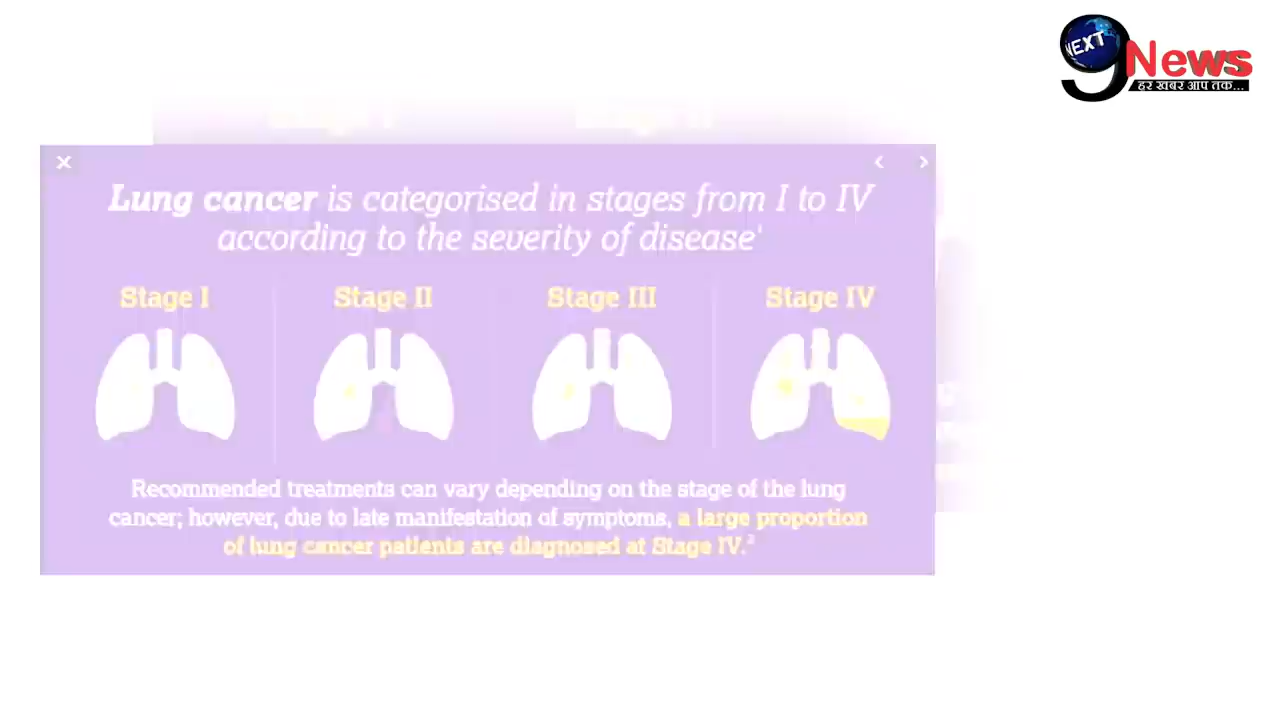 NEXT
9 News
हर खबर आप तक...
Lung cancer is categorised in stages from I to IV
according to the severity of disease¹
Stage I
Stage II
Stage III
Stage IV
Recommended treatments can vary depending on the stage of the lung
cancer; however, due to late manifestation of symptoms, a large proportion
of lung cancer patients are diagnosed at Stage IV.²